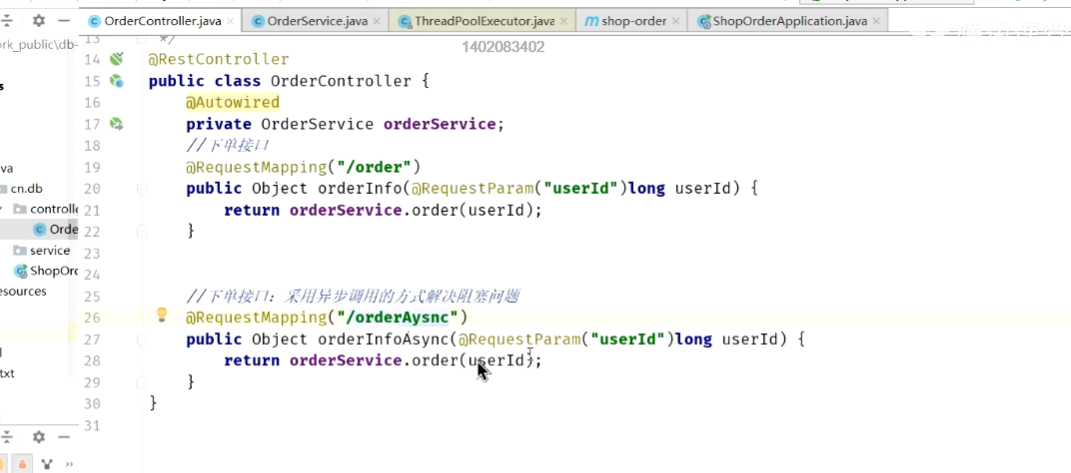 OrderController.java
OrderService.java
ThreadPoolExecutor.java
shop-order
ShopOrderApplication.java
ork_public\db-
1402083402
13 */
14 @RestController
15 public class OrderController {
16 @Autowired
17 private OrderService orderService;
18 //下单接口
19 @RequestMapping("/order")
20 public Object orderInfo(@RequestParam("userId")long userId) {
21 return orderService.order(userId);
22 }
23
24
25 //下单接口：采用异步调用的方式解决阻塞问题
26 @RequestMapping("/orderAysnc")
27 public Object orderInfoAsync(@RequestParam("userId")long userId) {
28 return orderService.order(userId);
29 }
30 }
31
s
va
cn.db
controlle
Orde
service
ShopOrd
esources
txt